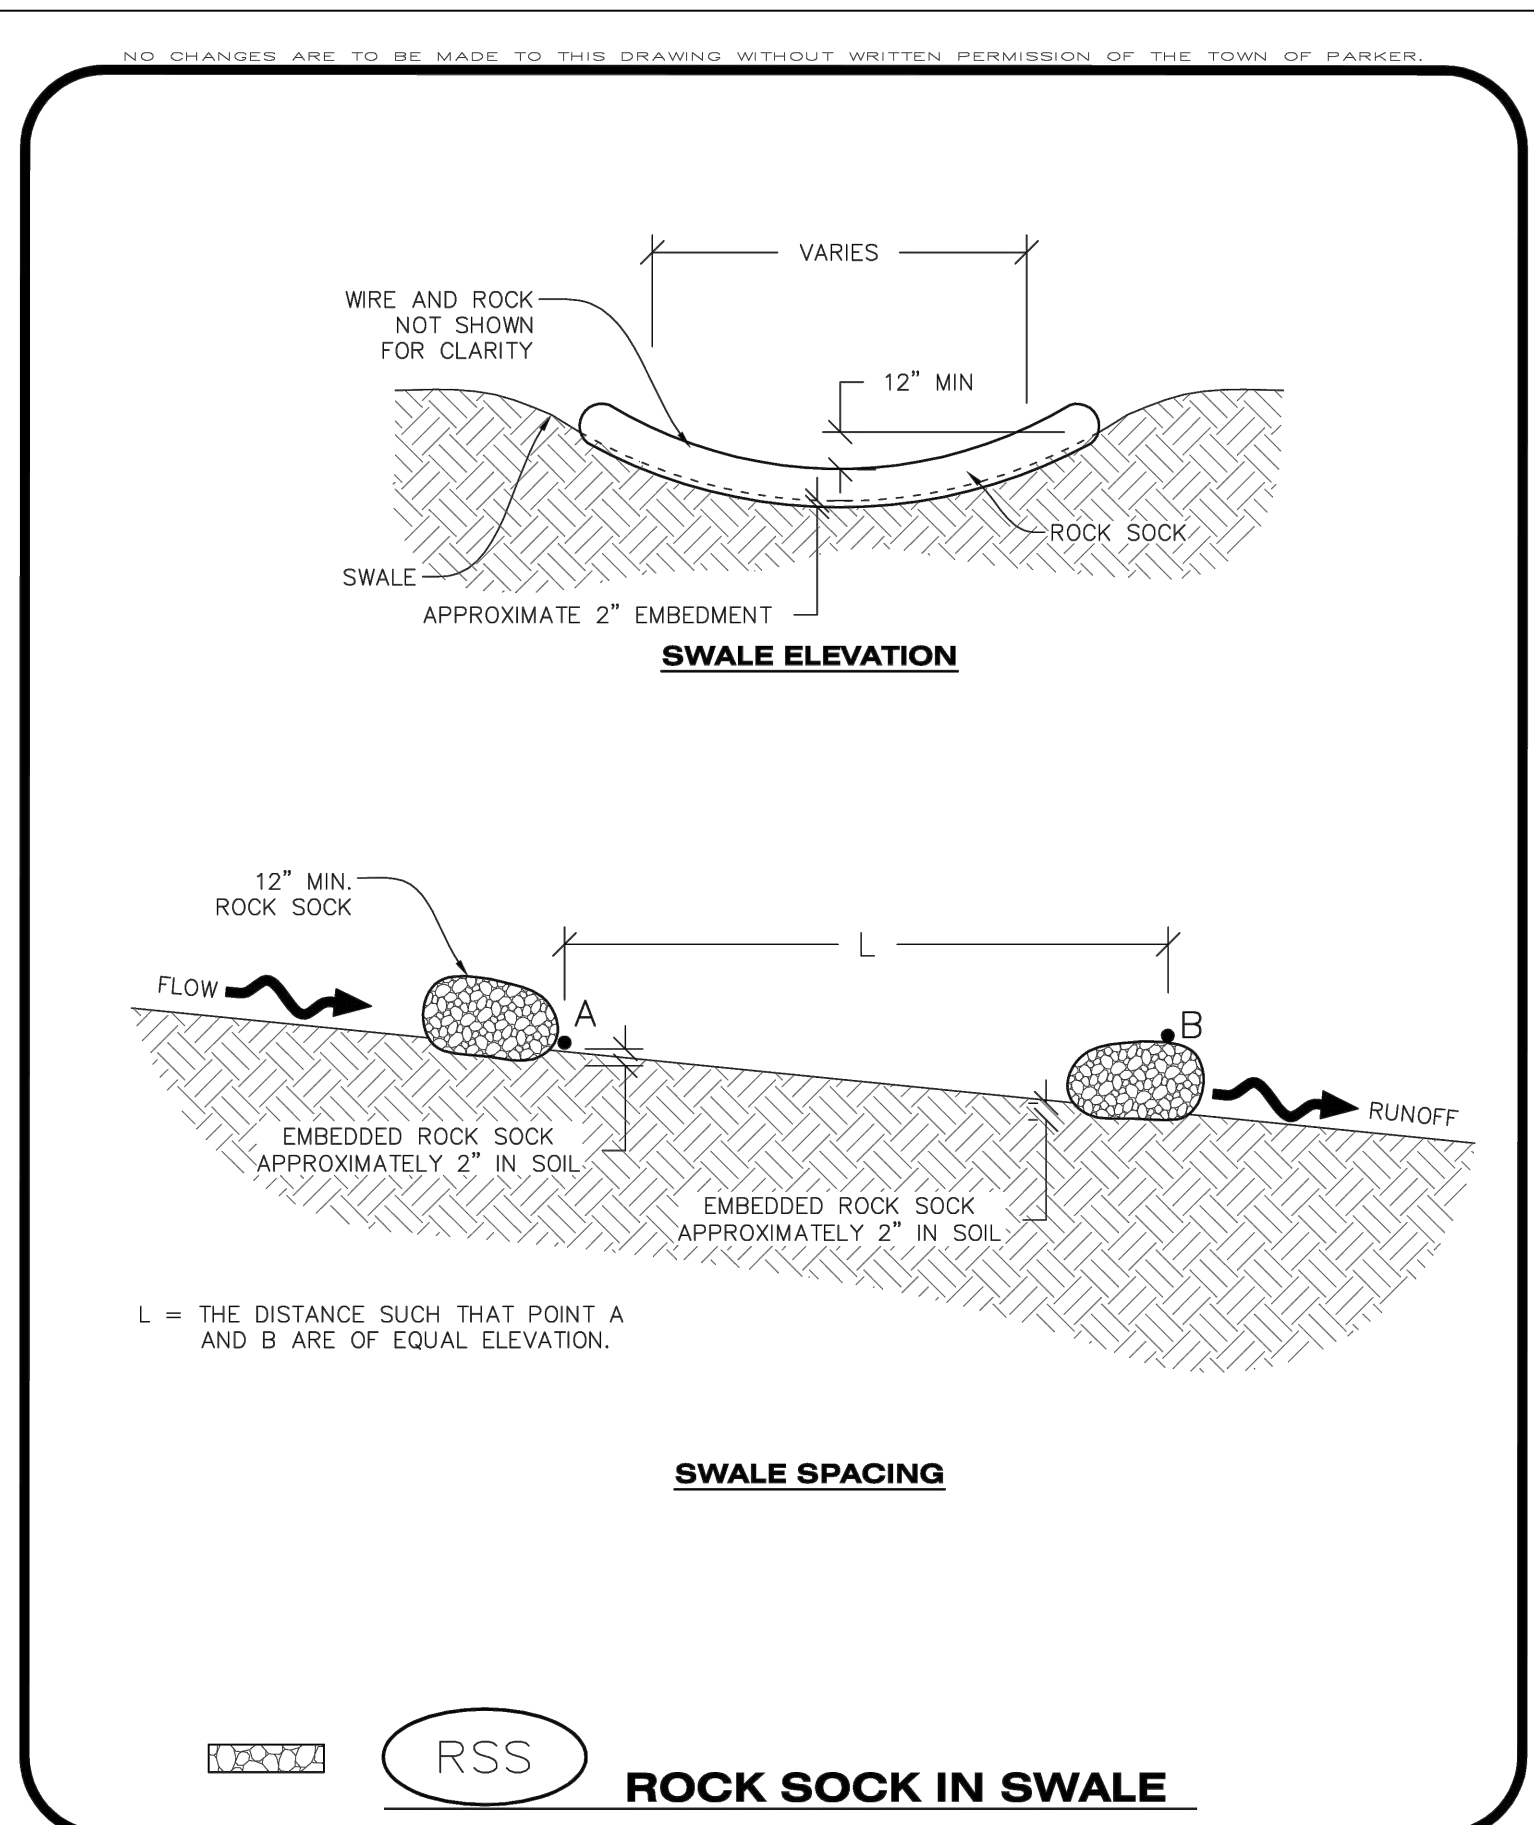 NO CHANGES ARE TO BE MADE TO THIS DRAWING WITHOUT WRITTEN PERMISSION OF THE TOWN OF PARKER.
VARIES
WIRE AND ROCK
NOT SHOWN
FOR CLARITY
12” MIN
ROCK SOCK
SWALE
APPROXIMATE 2” EMBEDMENT
SWALE ELEVATION
12” MIN.
ROCK SOCK
L
FLOW
A
B
RUNOFF
EMBEDDED ROCK SOCK
APPROXIMATELY 2” IN SOIL
EMBEDDED ROCK SOCK
APPROXIMATELY 2” IN SOIL
L = THE DISTANCE SUCH THAT POINT A
AND B ARE OF EQUAL ELEVATION.
SWALE SPACING
RSS
ROCK SOCK IN SWALE